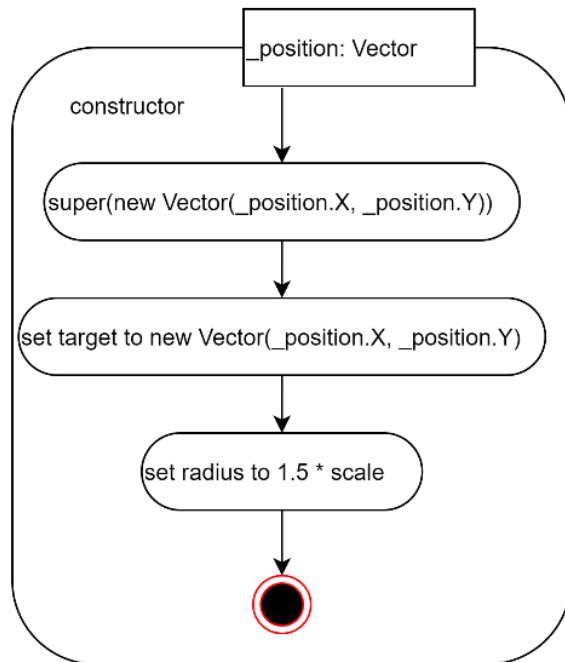 _position: Vector
constructor
super(new Vector(_position.X, _position.Y))
set target to new Vector(_position.X, _position.Y)
set radius to 1.5 * scale